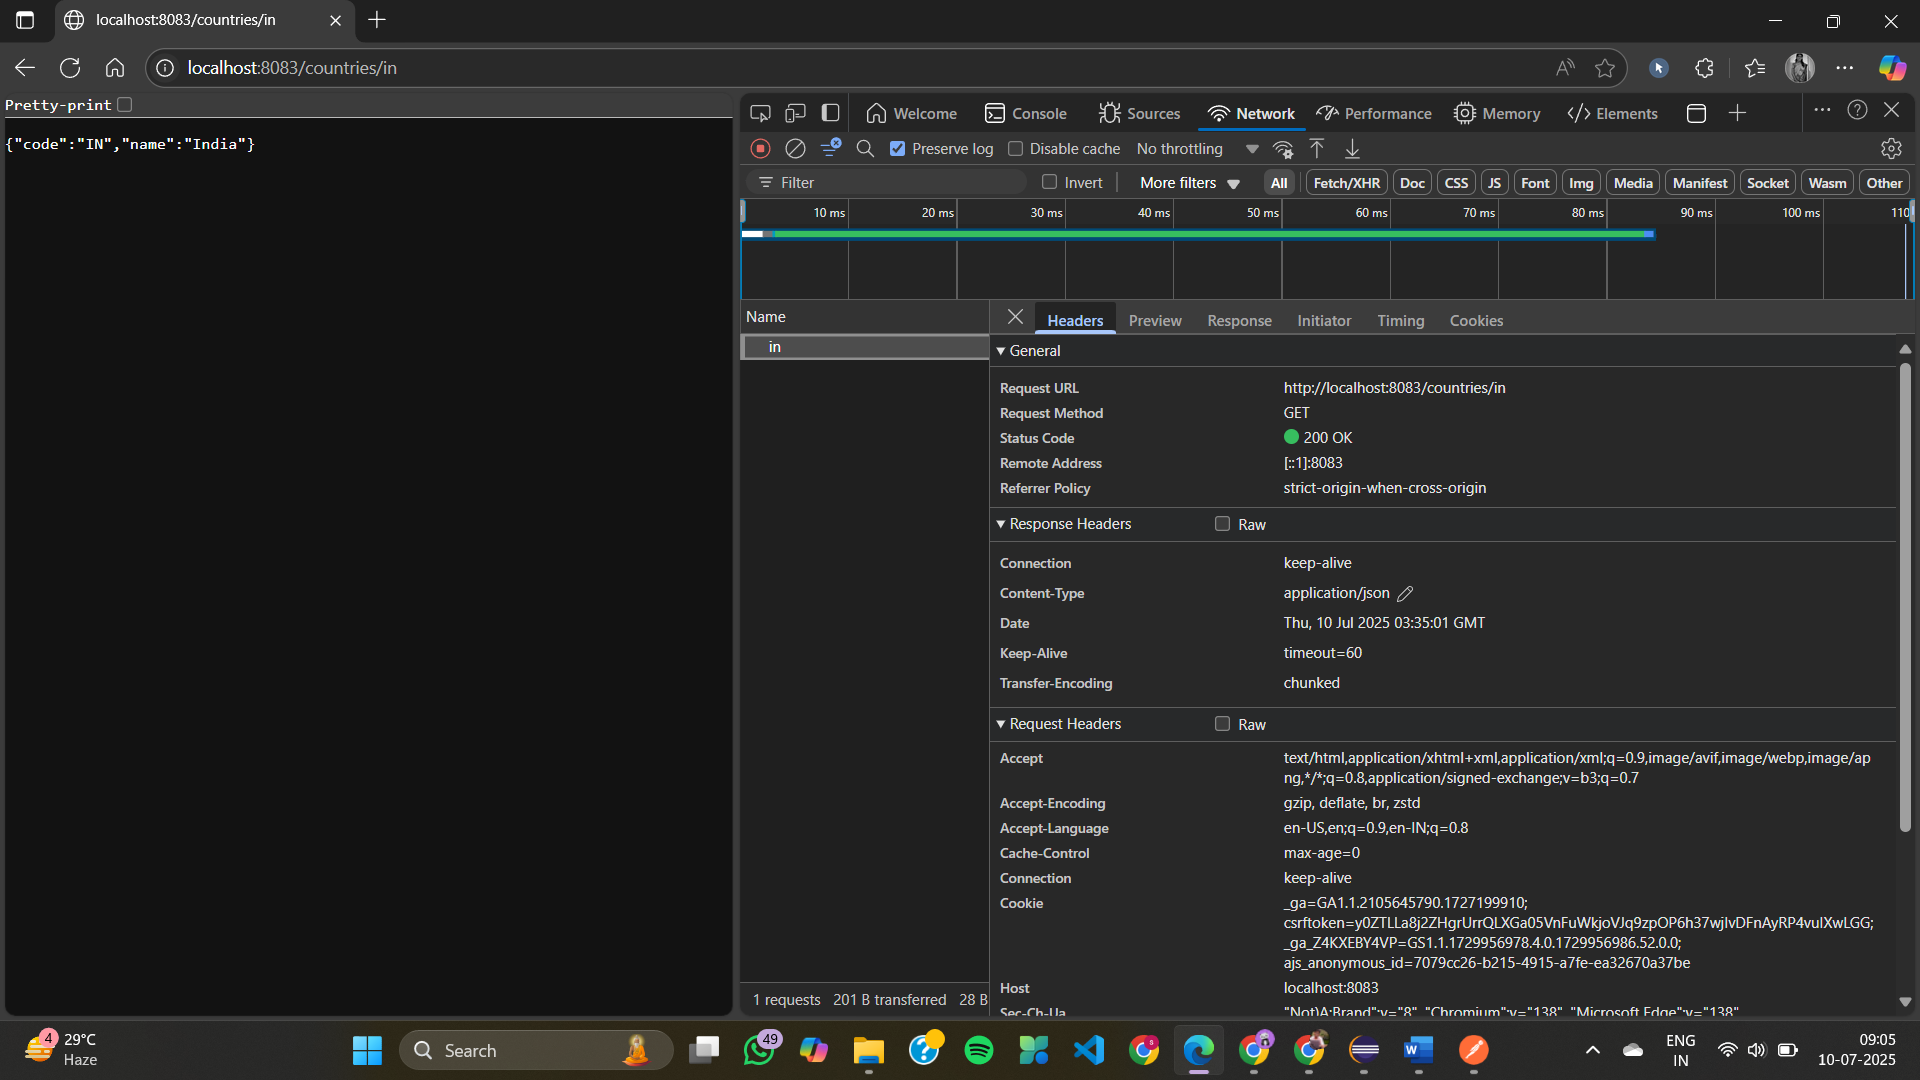 localhost:8083/countries/in
localhost:8083/countries/in
Pretty-print
{"code":"IN","name":"India"}
Welcome Console Sources Network Performance Memory Elements
Preserve log Disable cache No throttling
Filter Invert More filters All Fetch/XHR Doc CSS JS Font Img Media Manifest Socket Wasm Other
10 ms 20 ms 30 ms 40 ms 50 ms 60 ms 70 ms 80 ms 90 ms 100 ms 110
Name
in
Headers Preview Response Initiator Timing Cookies
General
Request URL http://localhost:8083/countries/in
Request Method GET
Status Code 200 OK
Remote Address [::1]:8083
Referrer Policy strict-origin-when-cross-origin
Response Headers Raw
Connection keep-alive
Content-Type application/json
Date Thu, 10 Jul 2025 03:35:01 GMT
Keep-Alive timeout=60
Transfer-Encoding chunked
Request Headers Raw
Accept text/html,application/xhtml+xml,application/xml;q=0.9,image/avif,image/webp,image/ap
ng,*/*;q=0.8,application/signed-exchange;v=b3;q=0.7
Accept-Encoding gzip, deflate, br, zstd
Accept-Language en-US,en;q=0.9,en-IN;q=0.8
Cache-Control max-age=0
Connection keep-alive
Cookie _ga=GA1.1.2105645790.1727199910;
csrftoken=y0ZTLLa8j2ZHgrUrrQLXGa05VnFuWkjoVJq9zpOP6h37wjIvDFnAyRP4vuIXwLGG;
_ga_Z4KXEBY4VP=GS1.1.1729956978.4.0.1729956986.52.0.0;
ajs_anonymous_id=7079cc26-b215-4915-a7fe-ea32670a37be
Host localhost:8083
Sec-Ch-Ua "Not)A;Brand";v="8", "Chromium";v="138", "Microsoft Edge";v="138"
1 requests 201 B transferred 28 B
4
29°C
Haze
Search
49
ENG
IN
09:05
10-07-2025